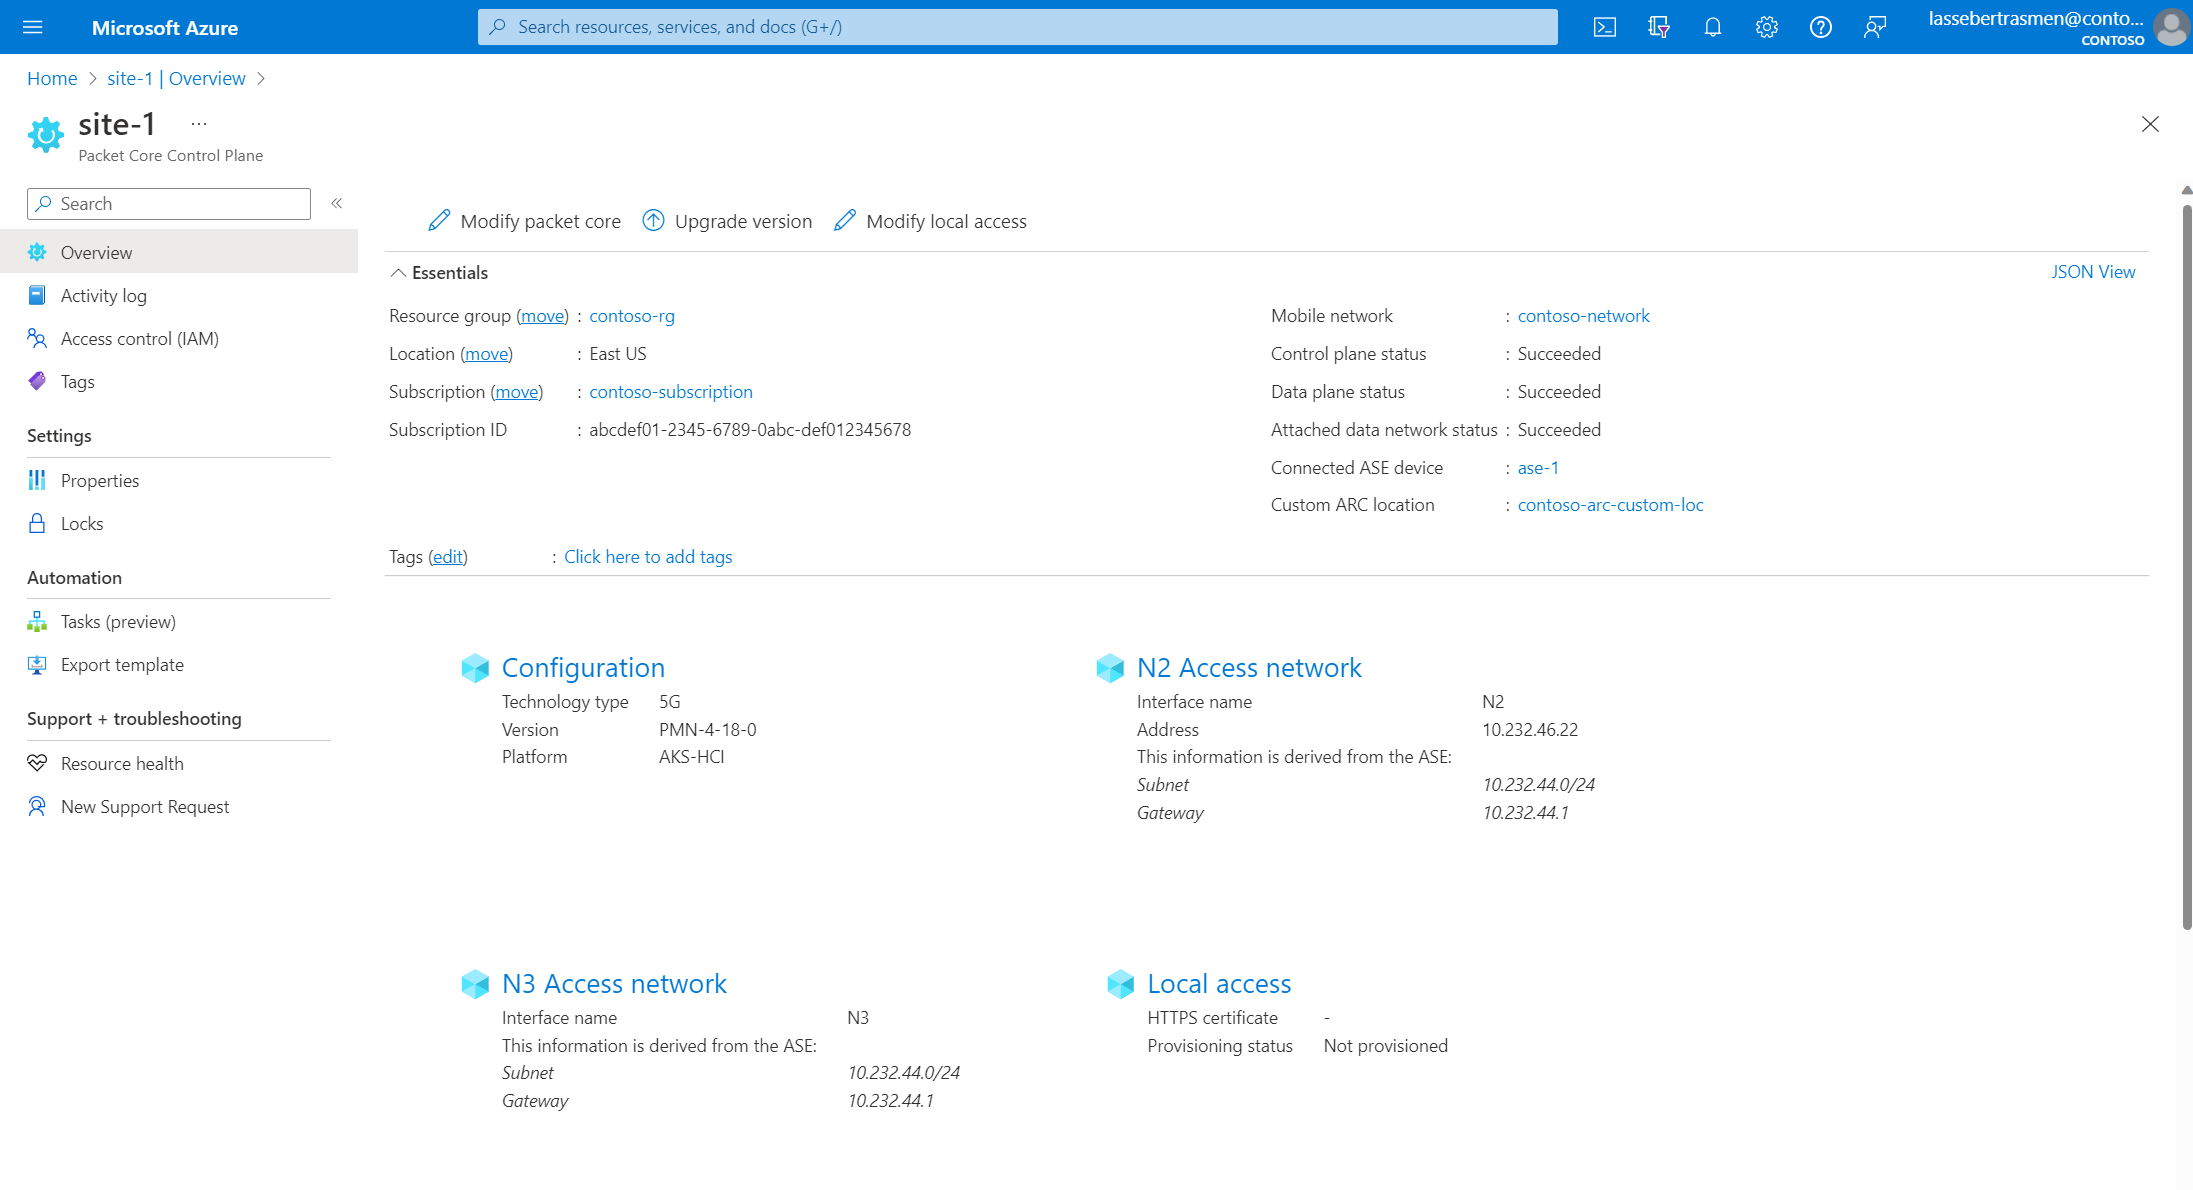 Microsoft Azure
Search resources, services, and docs (G+/)
lassebertrasmen@conto...
CONTOSO
Home > site-1 | Overview >
site-1 ...
Packet Core Control Plane
Search
«
Overview
Activity log
Access control (IAM)
Tags
Settings
Properties
Locks
Automation
Tasks (preview)
Export template
Support + troubleshooting
Resource health
New Support Request
Modify packet core
Upgrade version
Modify local access
Essentials
JSON View
Resource group (move) : contoso-rg
Location (move) : East US
Subscription (move) : contoso-subscription
Subscription ID : abcdef01-2345-6789-0abc-def012345678
Mobile network : contoso-network
Control plane status : Succeeded
Data plane status : Succeeded
Attached data network status : Succeeded
Connected ASE device : ase-1
Custom ARC location : contoso-arc-custom-loc
Tags (edit) : Click here to add tags
Configuration
Technology type 5G
Version PMN-4-18-0
Platform AKS-HCI
N2 Access network
Interface name N2
Address 10.232.46.22
This information is derived from the ASE:
Subnet 10.232.44.0/24
Gateway 10.232.44.1
N3 Access network
Interface name N3
This information is derived from the ASE:
Subnet 10.232.44.0/24
Gateway 10.232.44.1
Local access
HTTPS certificate -
Provisioning status Not provisioned